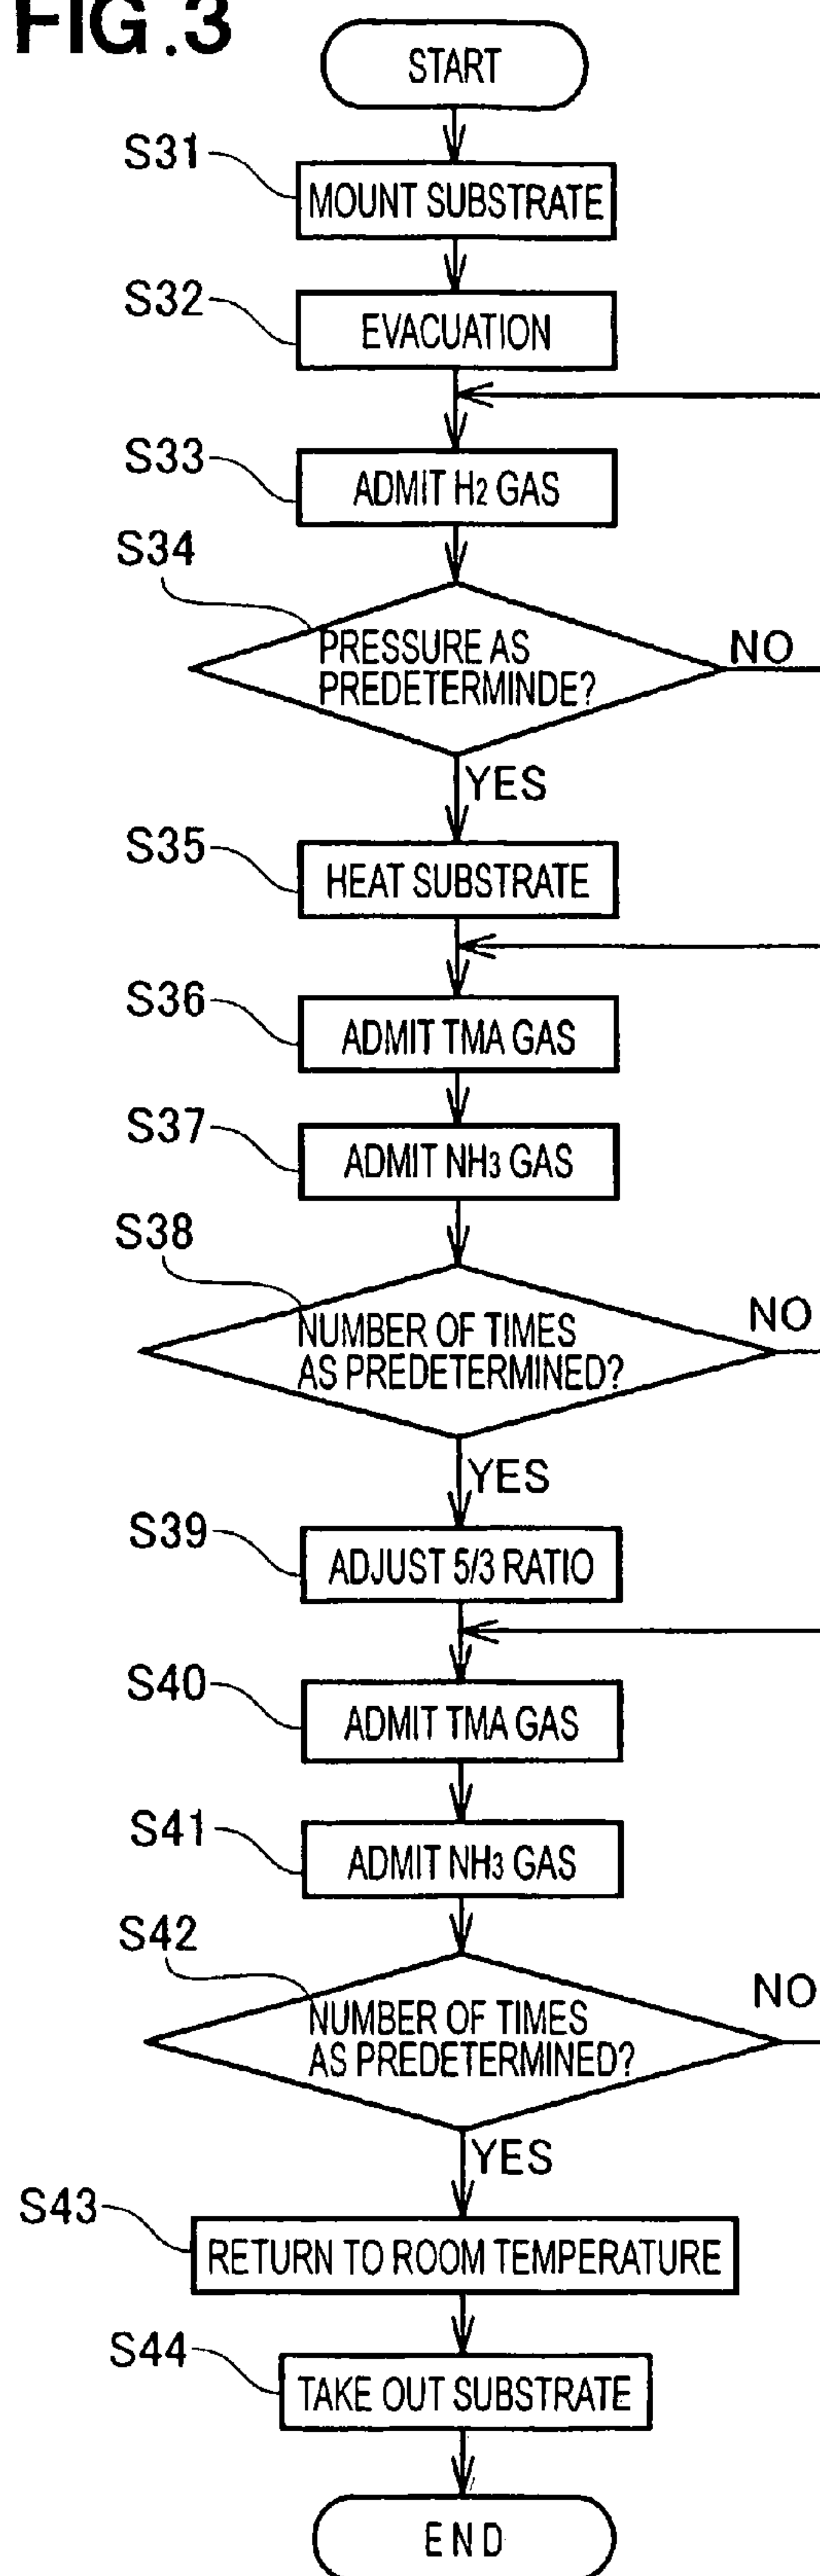 FIG.3
START
S31
MOUNT SUBSTRATE
S32
EVACUATION
S33
ADMIT H₂ GAS
S34
PRESSURE AS
PREDETERMINDE?
NO
YES
S35
HEAT SUBSTRATE
S36
ADMIT TMA GAS
S37
ADMIT NH₃ GAS
S38
NUMBER OF TIMES
AS PREDETERMINED?
NO
YES
S39
ADJUST 5/3 RATIO
S40
ADMIT TMA GAS
S41
ADMIT NH₃ GAS
S42
NUMBER OF TIMES
AS PREDETERMINED?
NO
YES
S43
RETURN TO ROOM TEMPERATURE
S44
TAKE OUT SUBSTRATE
END